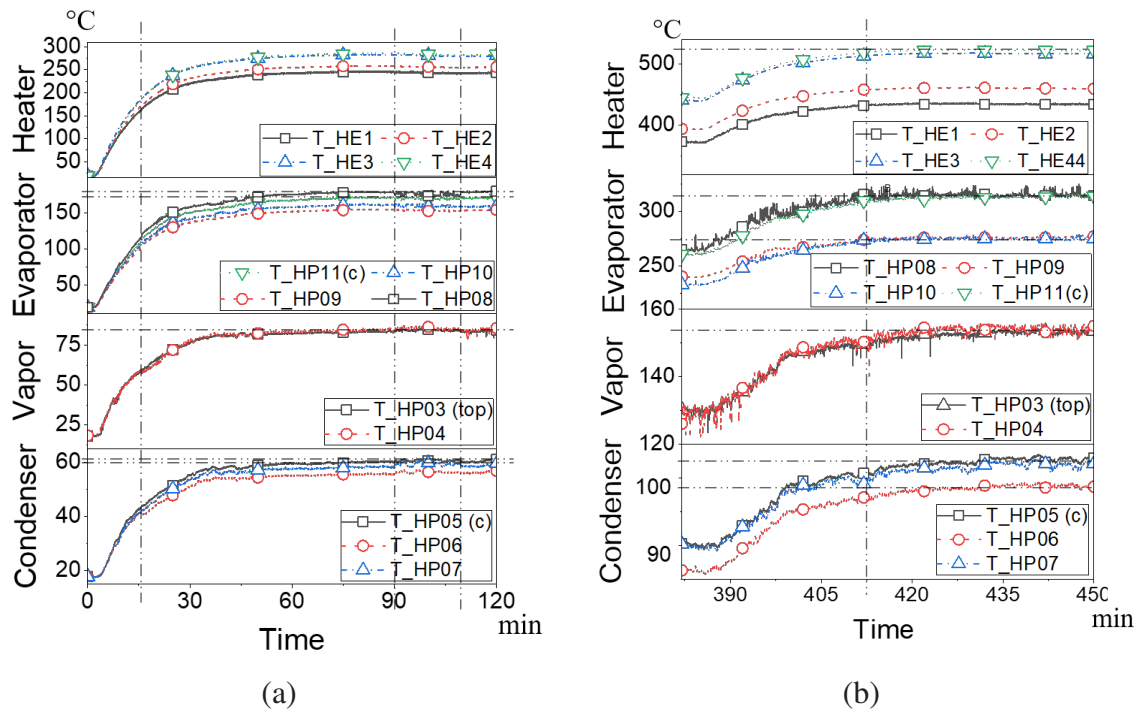 °C
Heater
300
250
200
150
100
50
T_HE1 T_HE2
T_HE3 T_HE4
Evaporator
150
100
50
T_HP11(c) T_HP10
T_HP09 T_HP08
Vapor
75
50
25
T_HP03 (top)
T_HP04
Condenser
60
40
20
T_HP05 (c)
T_HP06
T_HP07
0 30 60 90 120
Time min
(a)
°C
Heater
500
400
T_HE1 T_HE2
T_HE3 T_HE44
Evaporator
300
250
T_HP08 T_HP09
T_HP10 T_HP11(c)
Vapor
160
140
120
T_HP03 (top)
T_HP04
Condenser
100
90
T_HP05 (c)
T_HP06
T_HP07
390 405 420 435 450
Time min
(b)